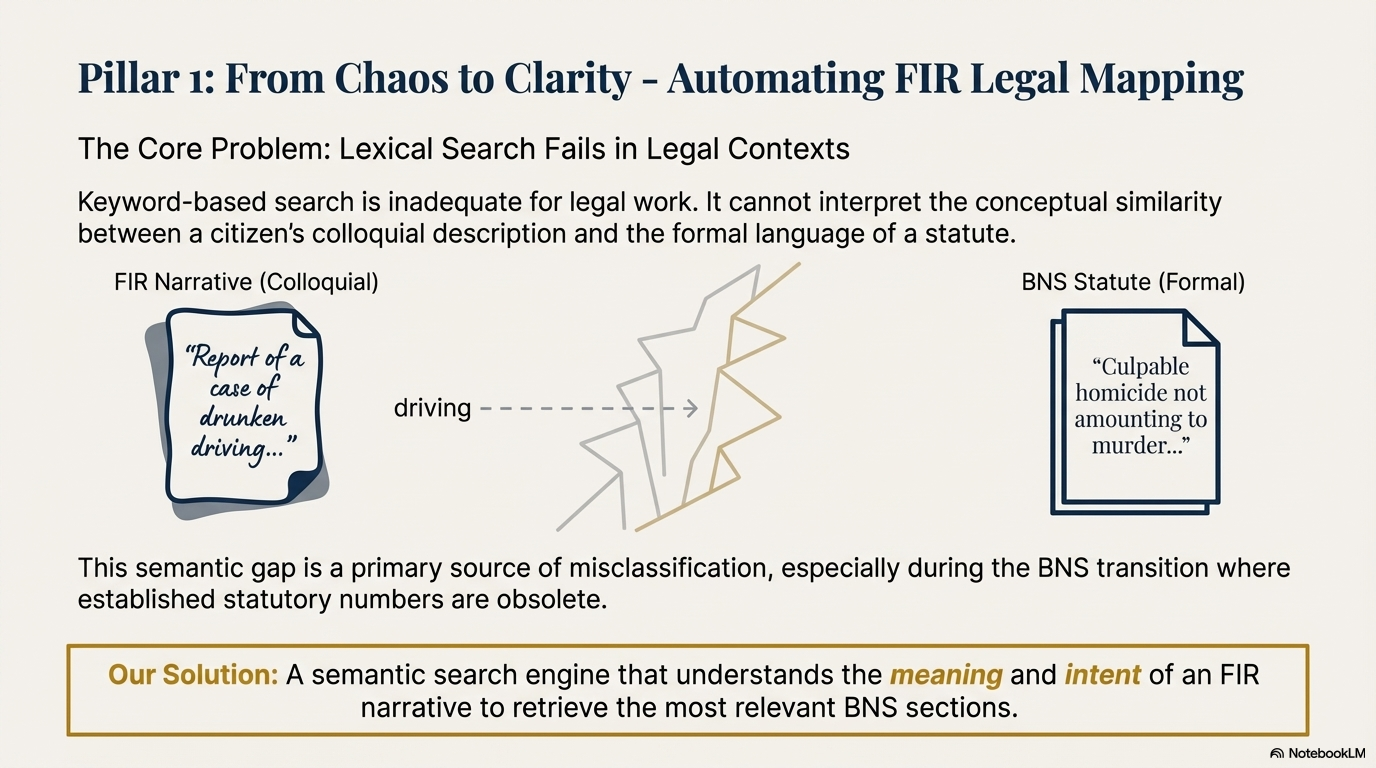 Pillar 1: From Chaos to Clarity – Automating FIR Legal Mapping
The Core Problem: Lexical Search Fails in Legal Contexts
Keyword-based search is inadequate for legal work. It cannot interpret the conceptual similarity
between a citizen’s colloquial description and the formal language of a statute.
FIR Narrative (Colloquial)
“Report of a
case of
drunken
driving...”
driving
BNS Statute (Formal)
“Culpable
homicide not
amounting to
murder...”
This semantic gap is a primary source of misclassification, especially during the BNS transition where
established statutory numbers are obsolete.
Our Solution: A semantic search engine that understands the meaning and intent of an FIR
narrative to retrieve the most relevant BNS sections.
NotebookLM